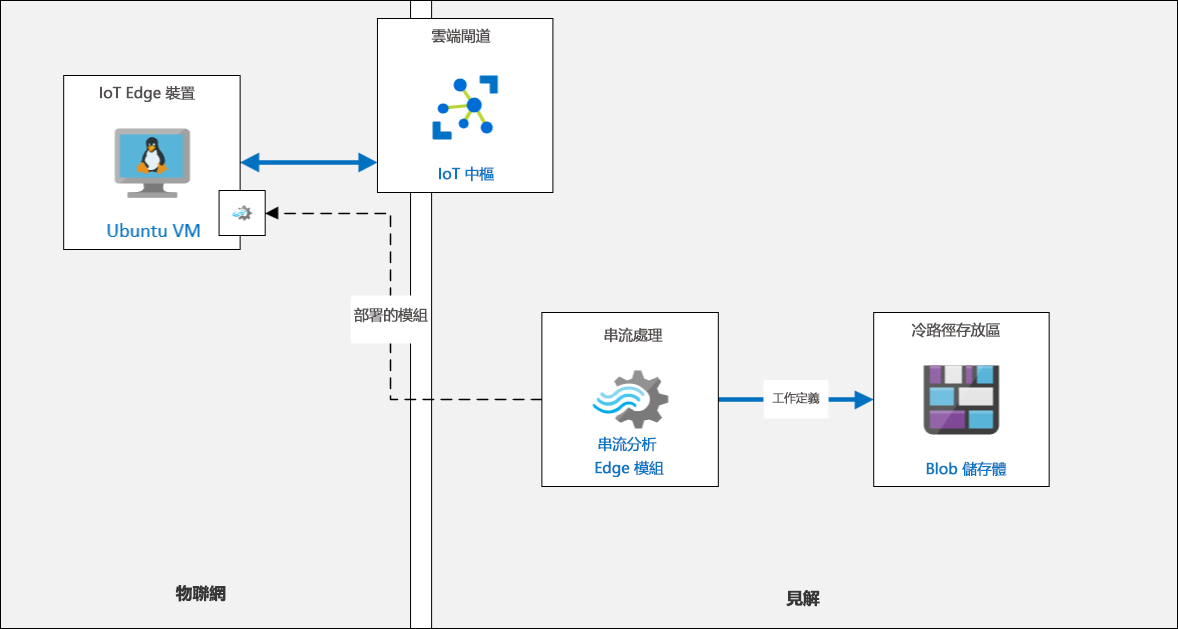 雲端閘道
IoT 中樞
IoT Edge 裝置
Ubuntu VM
部署的模組
串流處理
串流分析
Edge 模組
工作定義
冷路徑存放區
Blob 儲存體
物聯網
見解